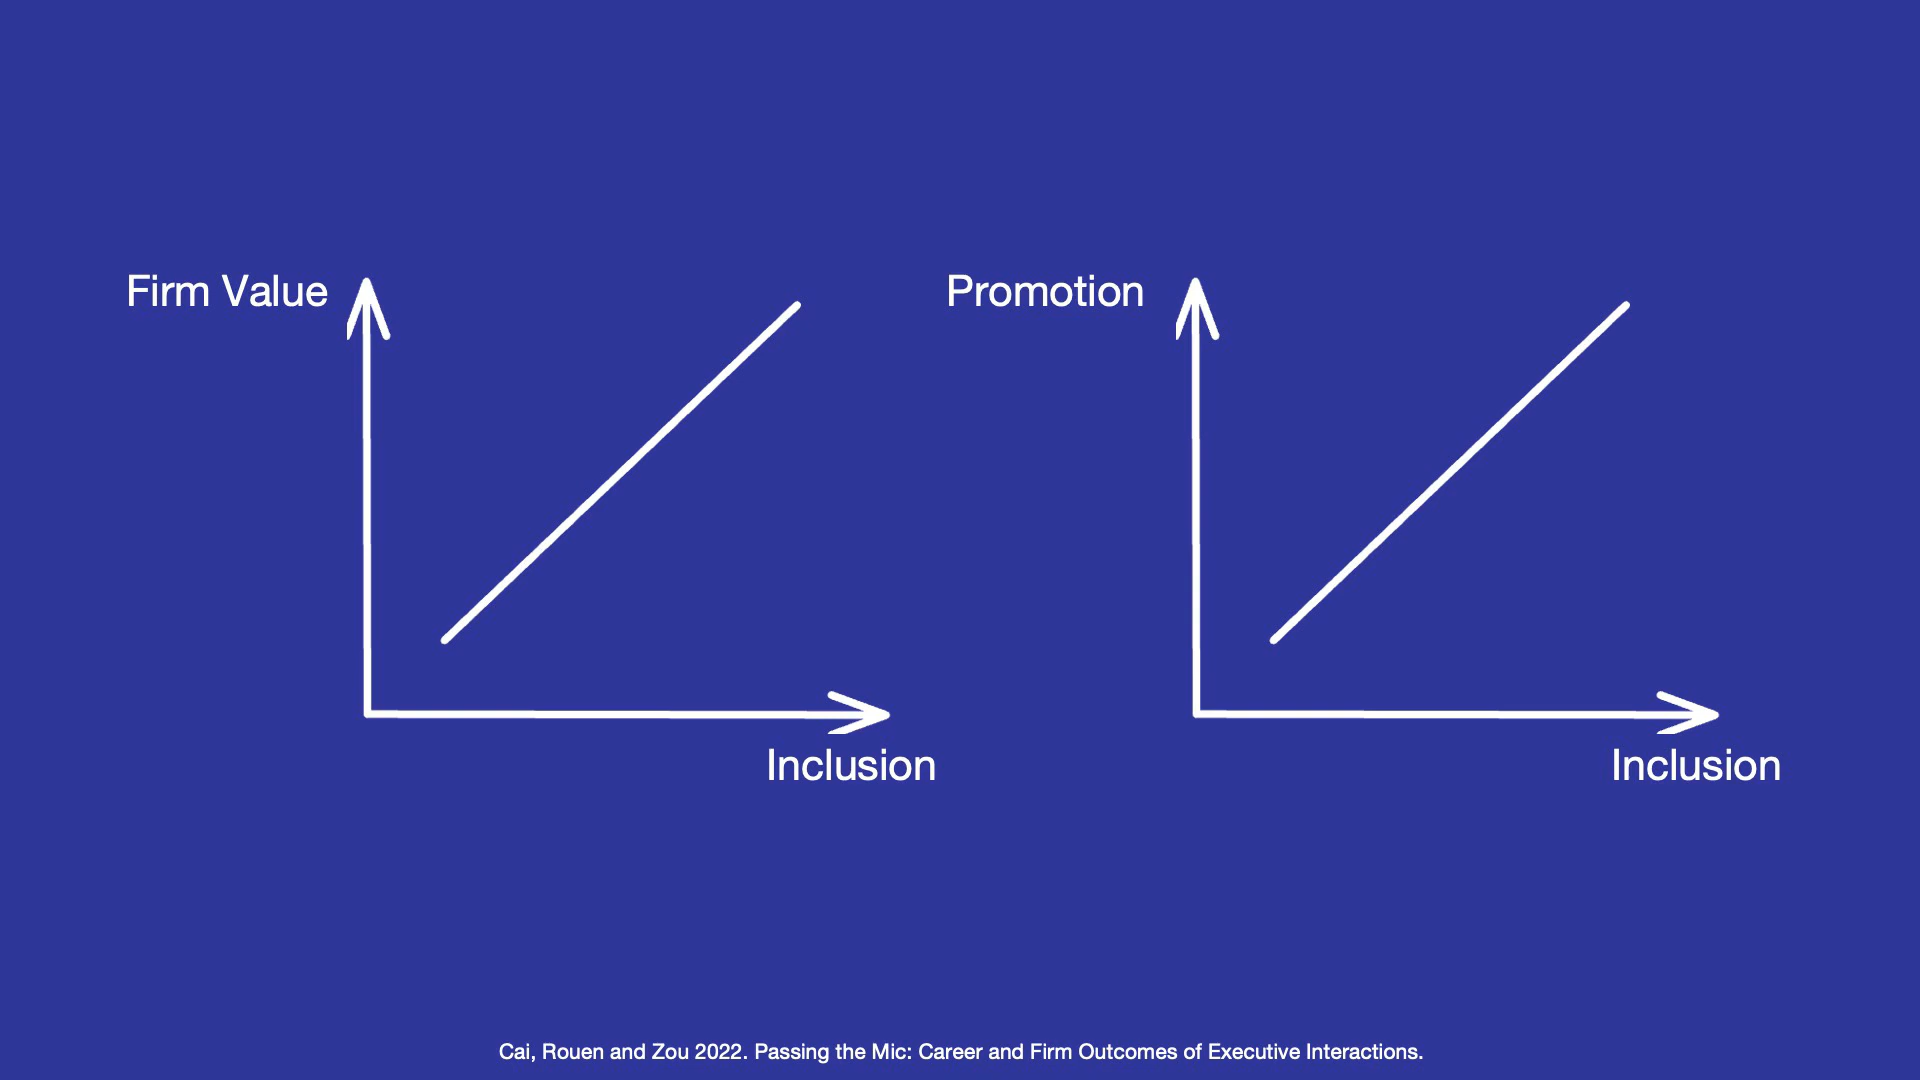 Firm Value
Inclusion
Promotion
Inclusion
Cai, Rouen and Zou 2022. Passing the Mic: Career and Firm Outcomes of Executive Interactions.